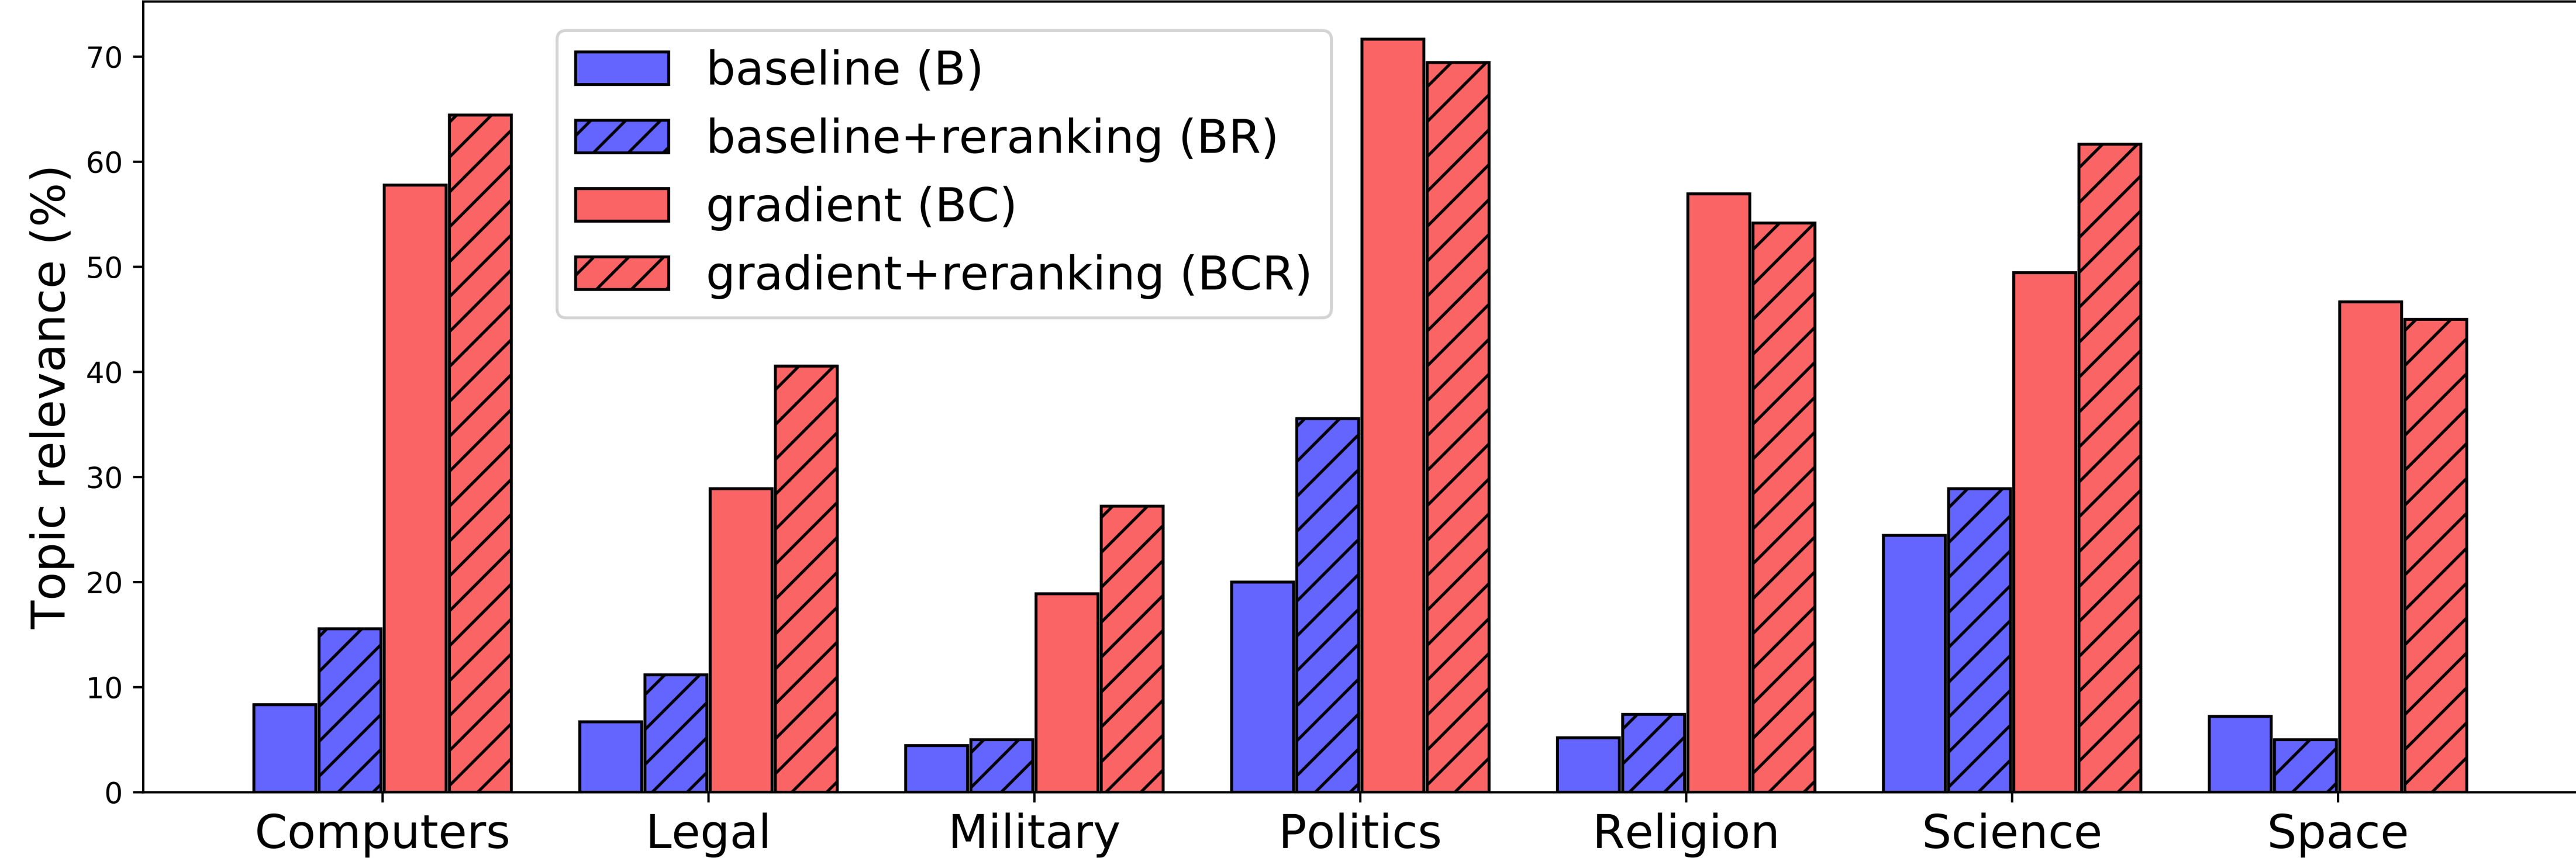 Topic relevance (%)
70
60
50
40
30
20
10
0
baseline (B)
baseline+reranking (BR)
gradient (BC)
gradient+reranking (BCR)
Computers
Legal
Military
Politics
Religion
Science
Space